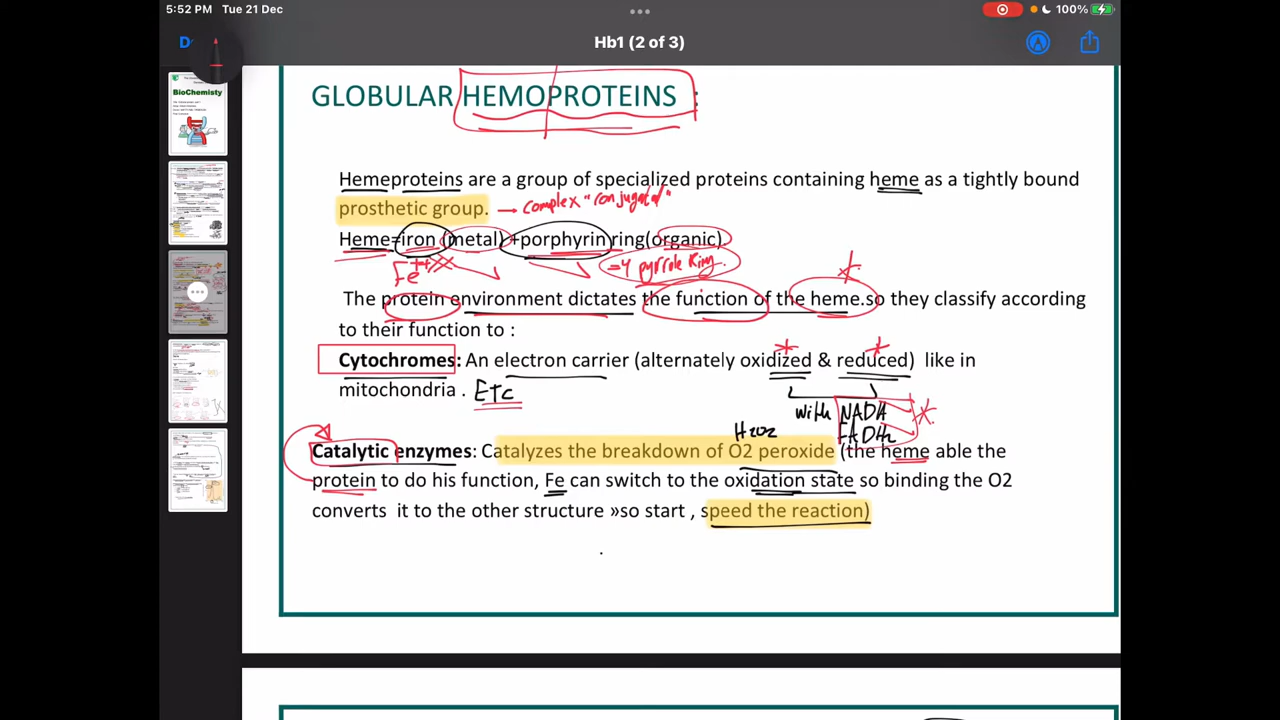 5:52 PM Tue 21 Dec
100%
Hb1 (2 of 3)
BioChemisty
GLOBULAR HEMOPROTEINS :
Hemeproteins are a group of specialized proteins containing heme as a tightly bound
prosthetic group. → complex "conjugated"
Heme=iron (metal) +porphyrin ring(organic).
Fe++ =4 pyrrole Ring.
The protein environment dictates the function of the heme.so they classify according
to their function to :
Cytochromes: An electron carrier (alternately oxidized & reduced) like in
mitochondria . ETC
with NADH
FADH2
H2O2
Catalytic enzymes: Catalyzes the breakdown of O2 peroxide (the heme able the
protein to do his function, Fe can switch to the oxidation state so binding the O2
converts it to the other structure »so start , speed the reaction)